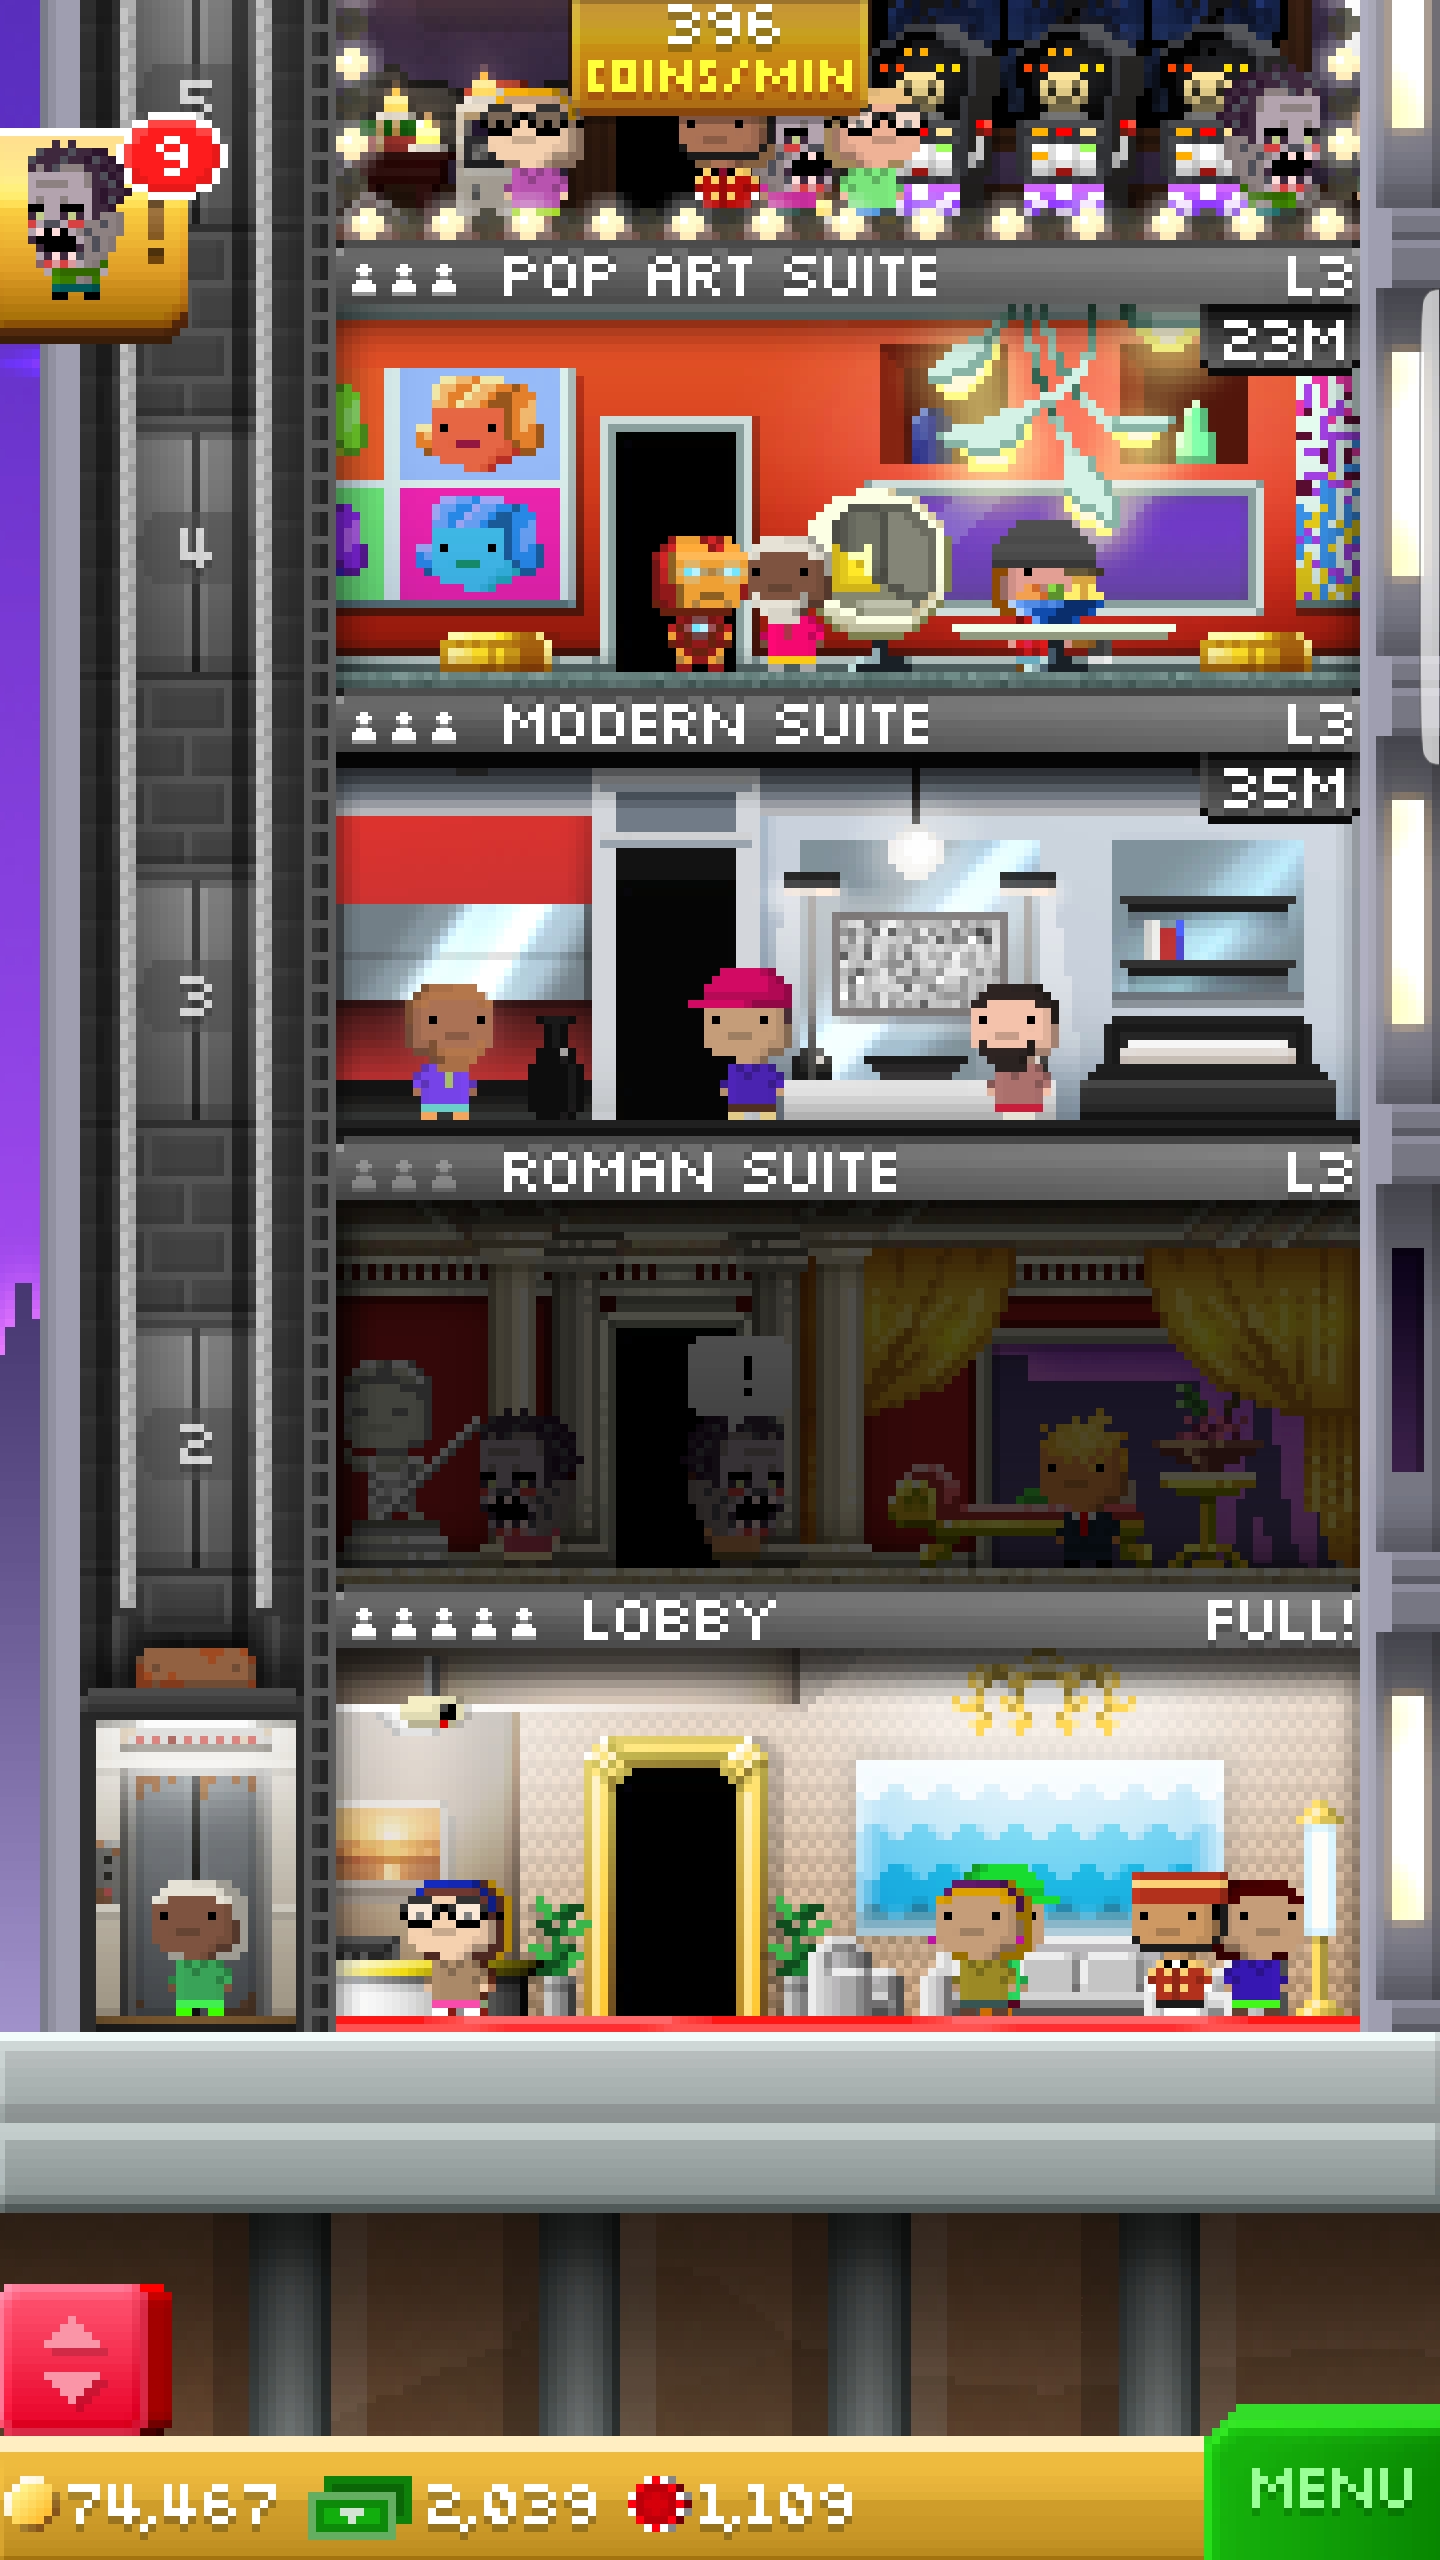 396
COINS/MIN
5
9
!
POP ART SUITE L3
23M
4
MODERN SUITE L3
35M
3
ROMAN SUITE L3
!
2
LOBBY FULL!
74,467 2,039 1,109
MENU